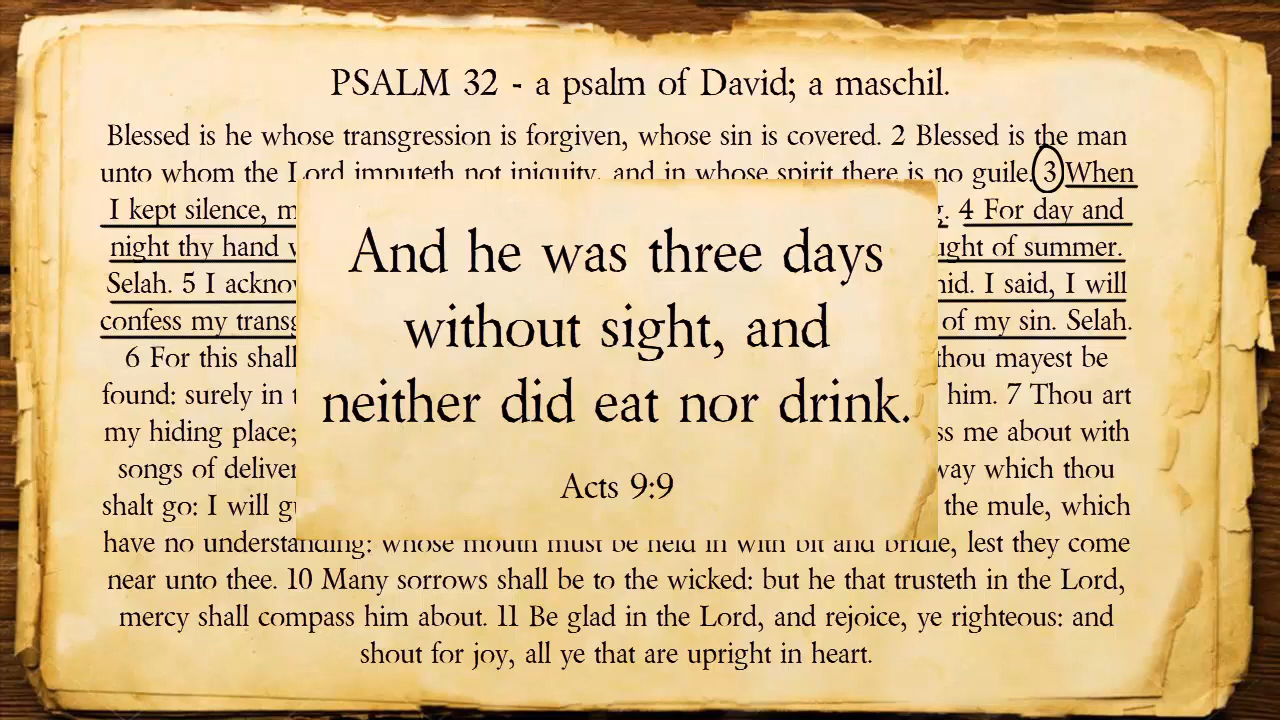 PSALM 32 - a psalm of David; a maschil.
Blessed is he whose transgression is forgiven, whose sin is covered. 2 Blessed is the man
unto whom the Lord imputeth not iniquity, and in whose spirit there is no guile. 3 When
I kept silence, 4 For day and
night thy hand of summer.
Selah. 5 I I said, I will
confess my of my sin. Selah.
6 For this shall thou mayest be
found: surely in him. 7 Thou art
my hiding place; me about with
songs of which thou
shalt go: I will the mule, which
have no understanding: whose mouth must be held in with bit and bridle, lest they come
near unto thee. 10 Many sorrows shall be to the wicked: but he that trusteth in the Lord,
mercy shall compass him about. 11 Be glad in the Lord, and rejoice, ye righteous: and
shout for joy, all ye that are upright in heart.
And he was three days
without sight, and
neither did eat nor drink.
Acts 9:9